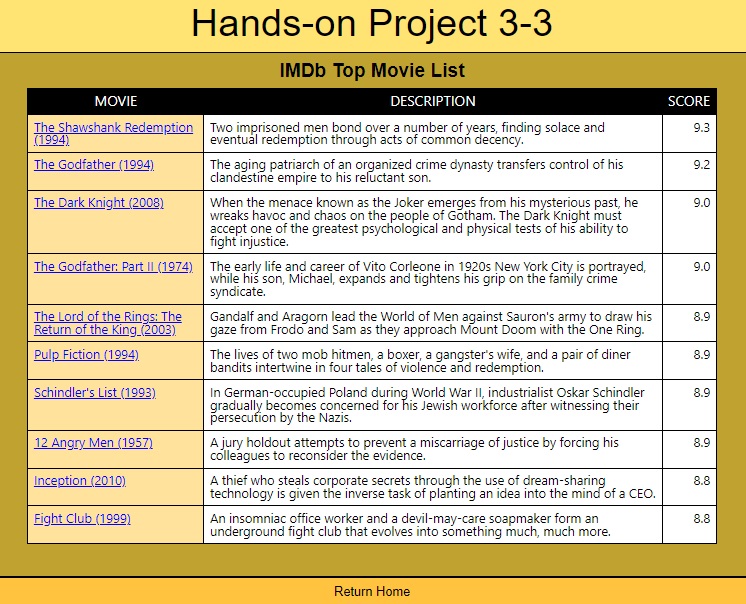 Hands-on Project 3-3
IMDb Top Movie List
MOVIE DESCRIPTION SCORE
The Shawshank Redemption
(1994)
Two imprisoned men bond over a number of years, finding solace and
eventual redemption through acts of common decency.
9.3
The Godfather (1994)
The aging patriarch of an organized crime dynasty transfers control of his
clandestine empire to his reluctant son.
9.2
The Dark Knight (2008)
When the menace known as the Joker emerges from his mysterious past, he
wreaks havoc and chaos on the people of Gotham. The Dark Knight must
accept one of the greatest psychological and physical tests of his ability to
fight injustice.
9.0
The Godfather: Part II (1974)
The early life and career of Vito Corleone in 1920s New York City is portrayed,
while his son, Michael, expands and tightens his grip on the family crime
syndicate.
9.0
The Lord of the Rings: The
Return of the King (2003)
Gandalf and Aragorn lead the World of Men against Sauron's army to draw his
gaze from Frodo and Sam as they approach Mount Doom with the One Ring.
8.9
Pulp Fiction (1994)
The lives of two mob hitmen, a boxer, a gangster's wife, and a pair of diner
bandits intertwine in four tales of violence and redemption.
8.9
Schindler's List (1993)
In German-occupied Poland during World War II, industrialist Oskar Schindler
gradually becomes concerned for his Jewish workforce after witnessing their
persecution by the Nazis.
8.9
12 Angry Men (1957)
A jury holdout attempts to prevent a miscarriage of justice by forcing his
colleagues to reconsider the evidence.
8.9
Inception (2010)
A thief who steals corporate secrets through the use of dream-sharing
technology is given the inverse task of planting an idea into the mind of a CEO.
8.8
Fight Club (1999)
An insomniac office worker and a devil-may-care soapmaker form an
underground fight club that evolves into something much, much more.
8.8
Return Home